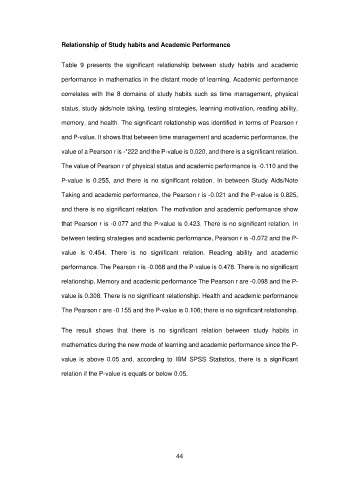 Relationship of Study habits and Academic Performance
Table 9 presents the significant relationship between study habits and academic
performance in mathematics in the distant mode of learning. Academic performance
correlates with the 8 domains of study habits such as time management, physical
status, study aids/note taking, testing strategies, learning motivation, reading ability,
memory, and health. The significant relationship was identified in terms of Pearson r
and P-value. It shows that between time management and academic performance, the
value of a Pearson r is -*222 and the P-value is 0.020, and there is a significant relation.
The value of Pearson r of physical status and academic performance is -0.110 and the
P-value is 0.255, and there is no significant relation. In between Study Aids/Note
Taking and academic performance, the Pearson r is -0.021 and the P-value is 0.825,
and there is no significant relation. The motivation and academic performance show
that Pearson r is -0.077 and the P-value is 0.423. There is no significant relation. In
between testing strategies and academic performance, Pearson r is -0.072 and the P-
value is 0.454. There is no significant relation. Reading ability and academic
performance. The Pearson r is -0.068 and the P-value is 0.478. There is no significant
relationship. Memory and academic performance The Pearson r are -0.098 and the P-
value is 0.308. There is no significant relationship. Health and academic performance
The Pearson r are -0.155 and the P-value is 0.106; there is no significant relationship.
The result shows that there is no significant relation between study habits in
mathematics during the new mode of learning and academic performance since the P-
value is above 0.05 and, according to IBM SPSS Statistics, there is a significant
relation if the P-value is equals or below 0.05.
44